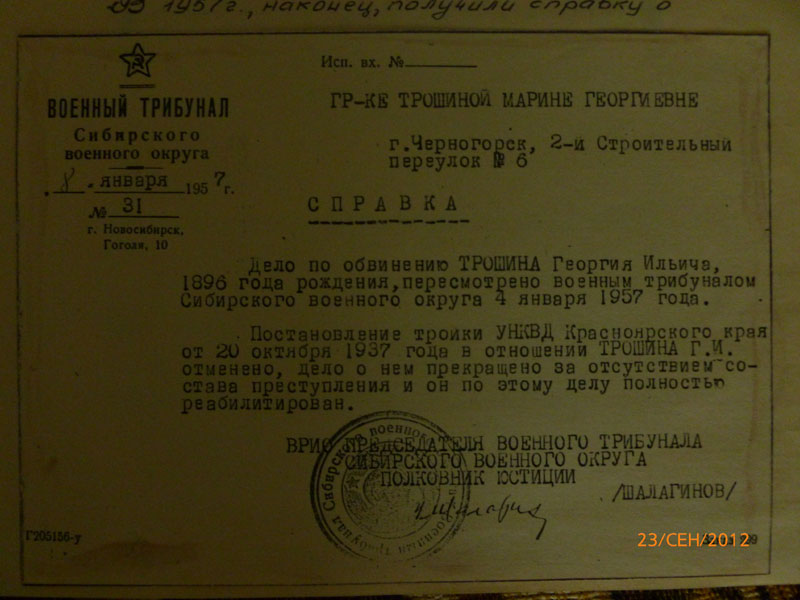 1957г., наконец, получили справку о
Исп. вх. №
ВОЕННЫЙ ТРИБУНАЛ
Сибирского
военного округа
8 . января 1957 г.
№ 31
г. Новосибирск,
Гоголя, 10
ГР-КЕ ТРОШИНОЙ МАРИНЕ ГЕОРГИЕВНЕ
г.Черногорск, 2-й Строительный
переулок № 6
СПРАВКА
Дело по обвинению ТРОШИНА Георгия Ильича,
1896 года рождения, пересмотрено военным трибуналом
Сибирского военного округа 4 января 1957 года.
Постановление тройки УНКВД Красноярского края
от 20 октября 1937 года в отношении ТРОШИНА Г.И.
отменено, дело о нем прекращено за отсутствием со-
става преступления и он по этому делу полностью
реабилитирован.
ВРИО ПРЕДСЕДАТЕЛЯ ВОЕННОГО ТРИБУНАЛА
СИБИРСКОГО ВОЕННОГО ОКРУГА
ПОЛКОВНИК ЮСТИЦИИ
/ШАЛАГИНОВ/
Г205156-у
23/СЕН/2012